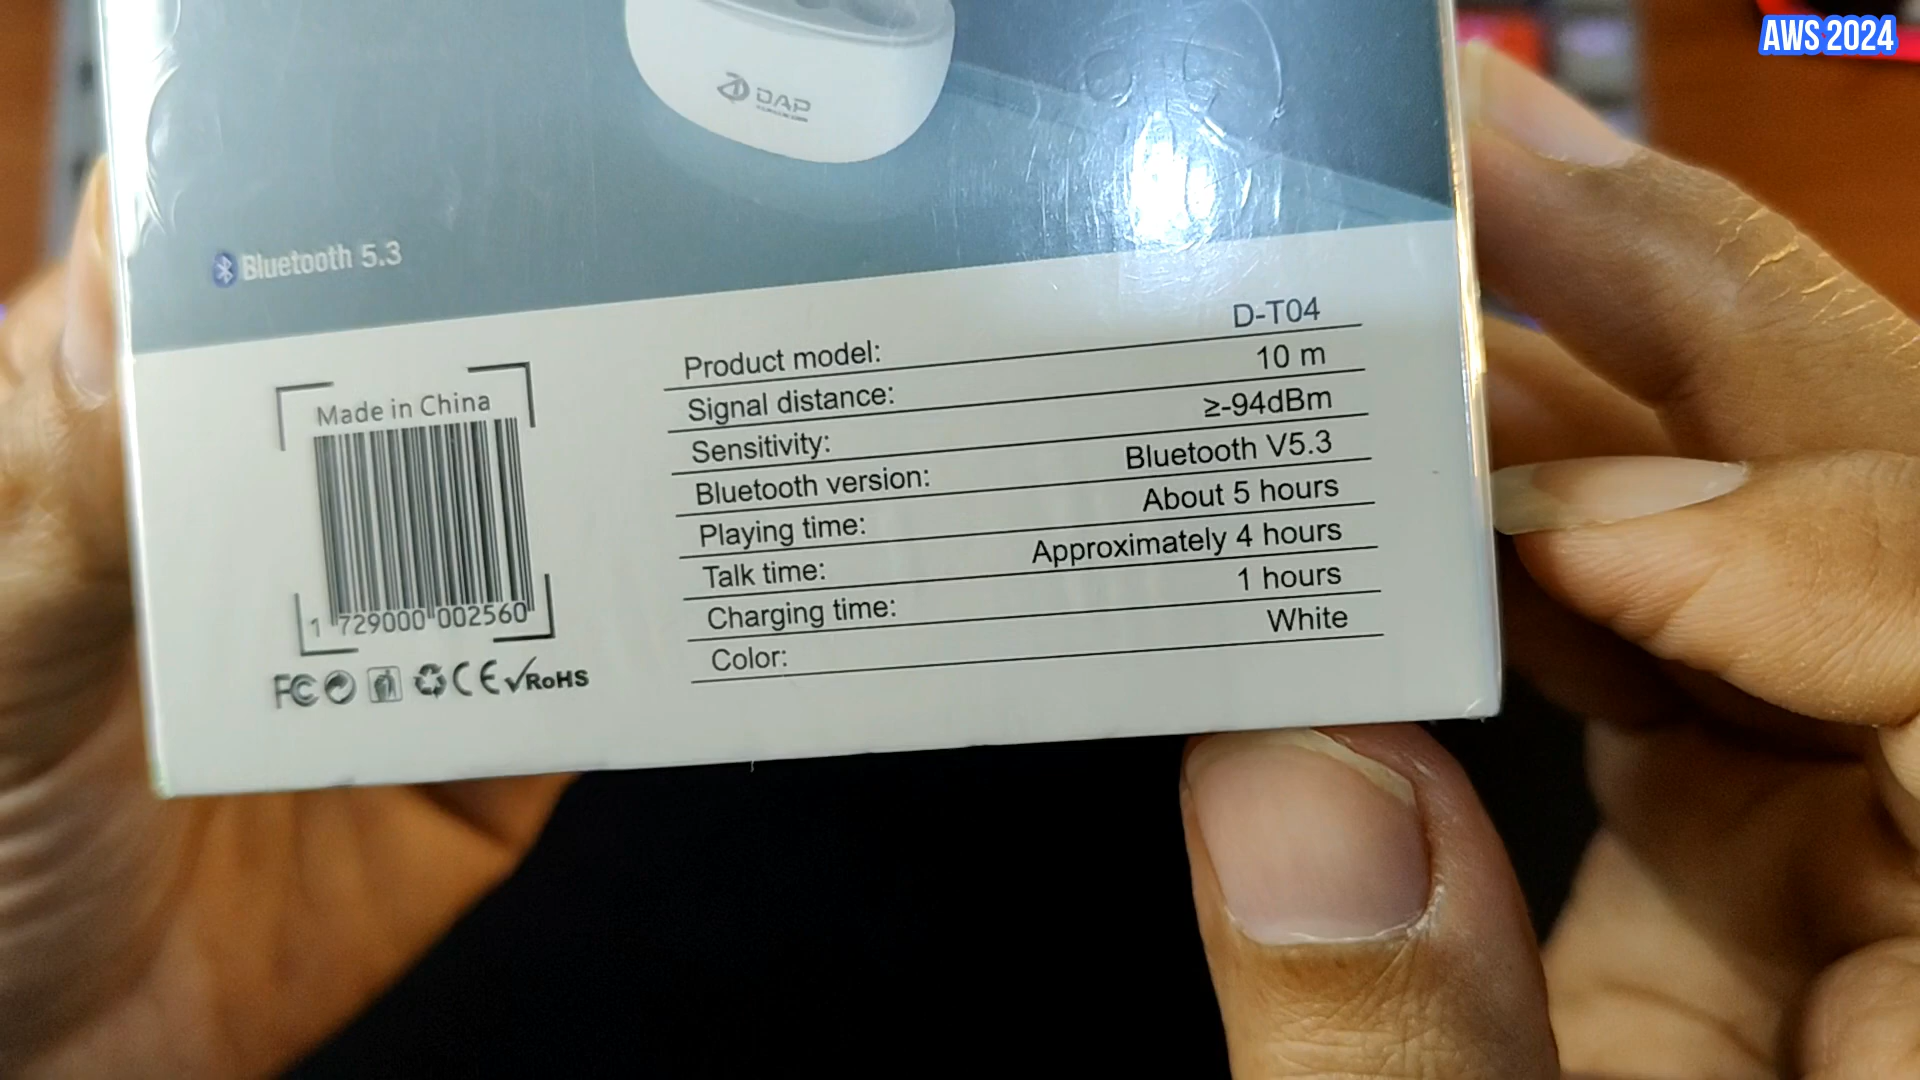 AWS 2024
DAP
Bluetooth 5.3
Made in China
1 729000 002560
FC CE RoHS
Product model: D-T04
Signal distance: 10 m
Sensitivity: ≥-94dBm
Bluetooth version: Bluetooth V5.3
Playing time: About 5 hours
Talk time: Approximately 4 hours
Charging time: 1 hours
Color: White